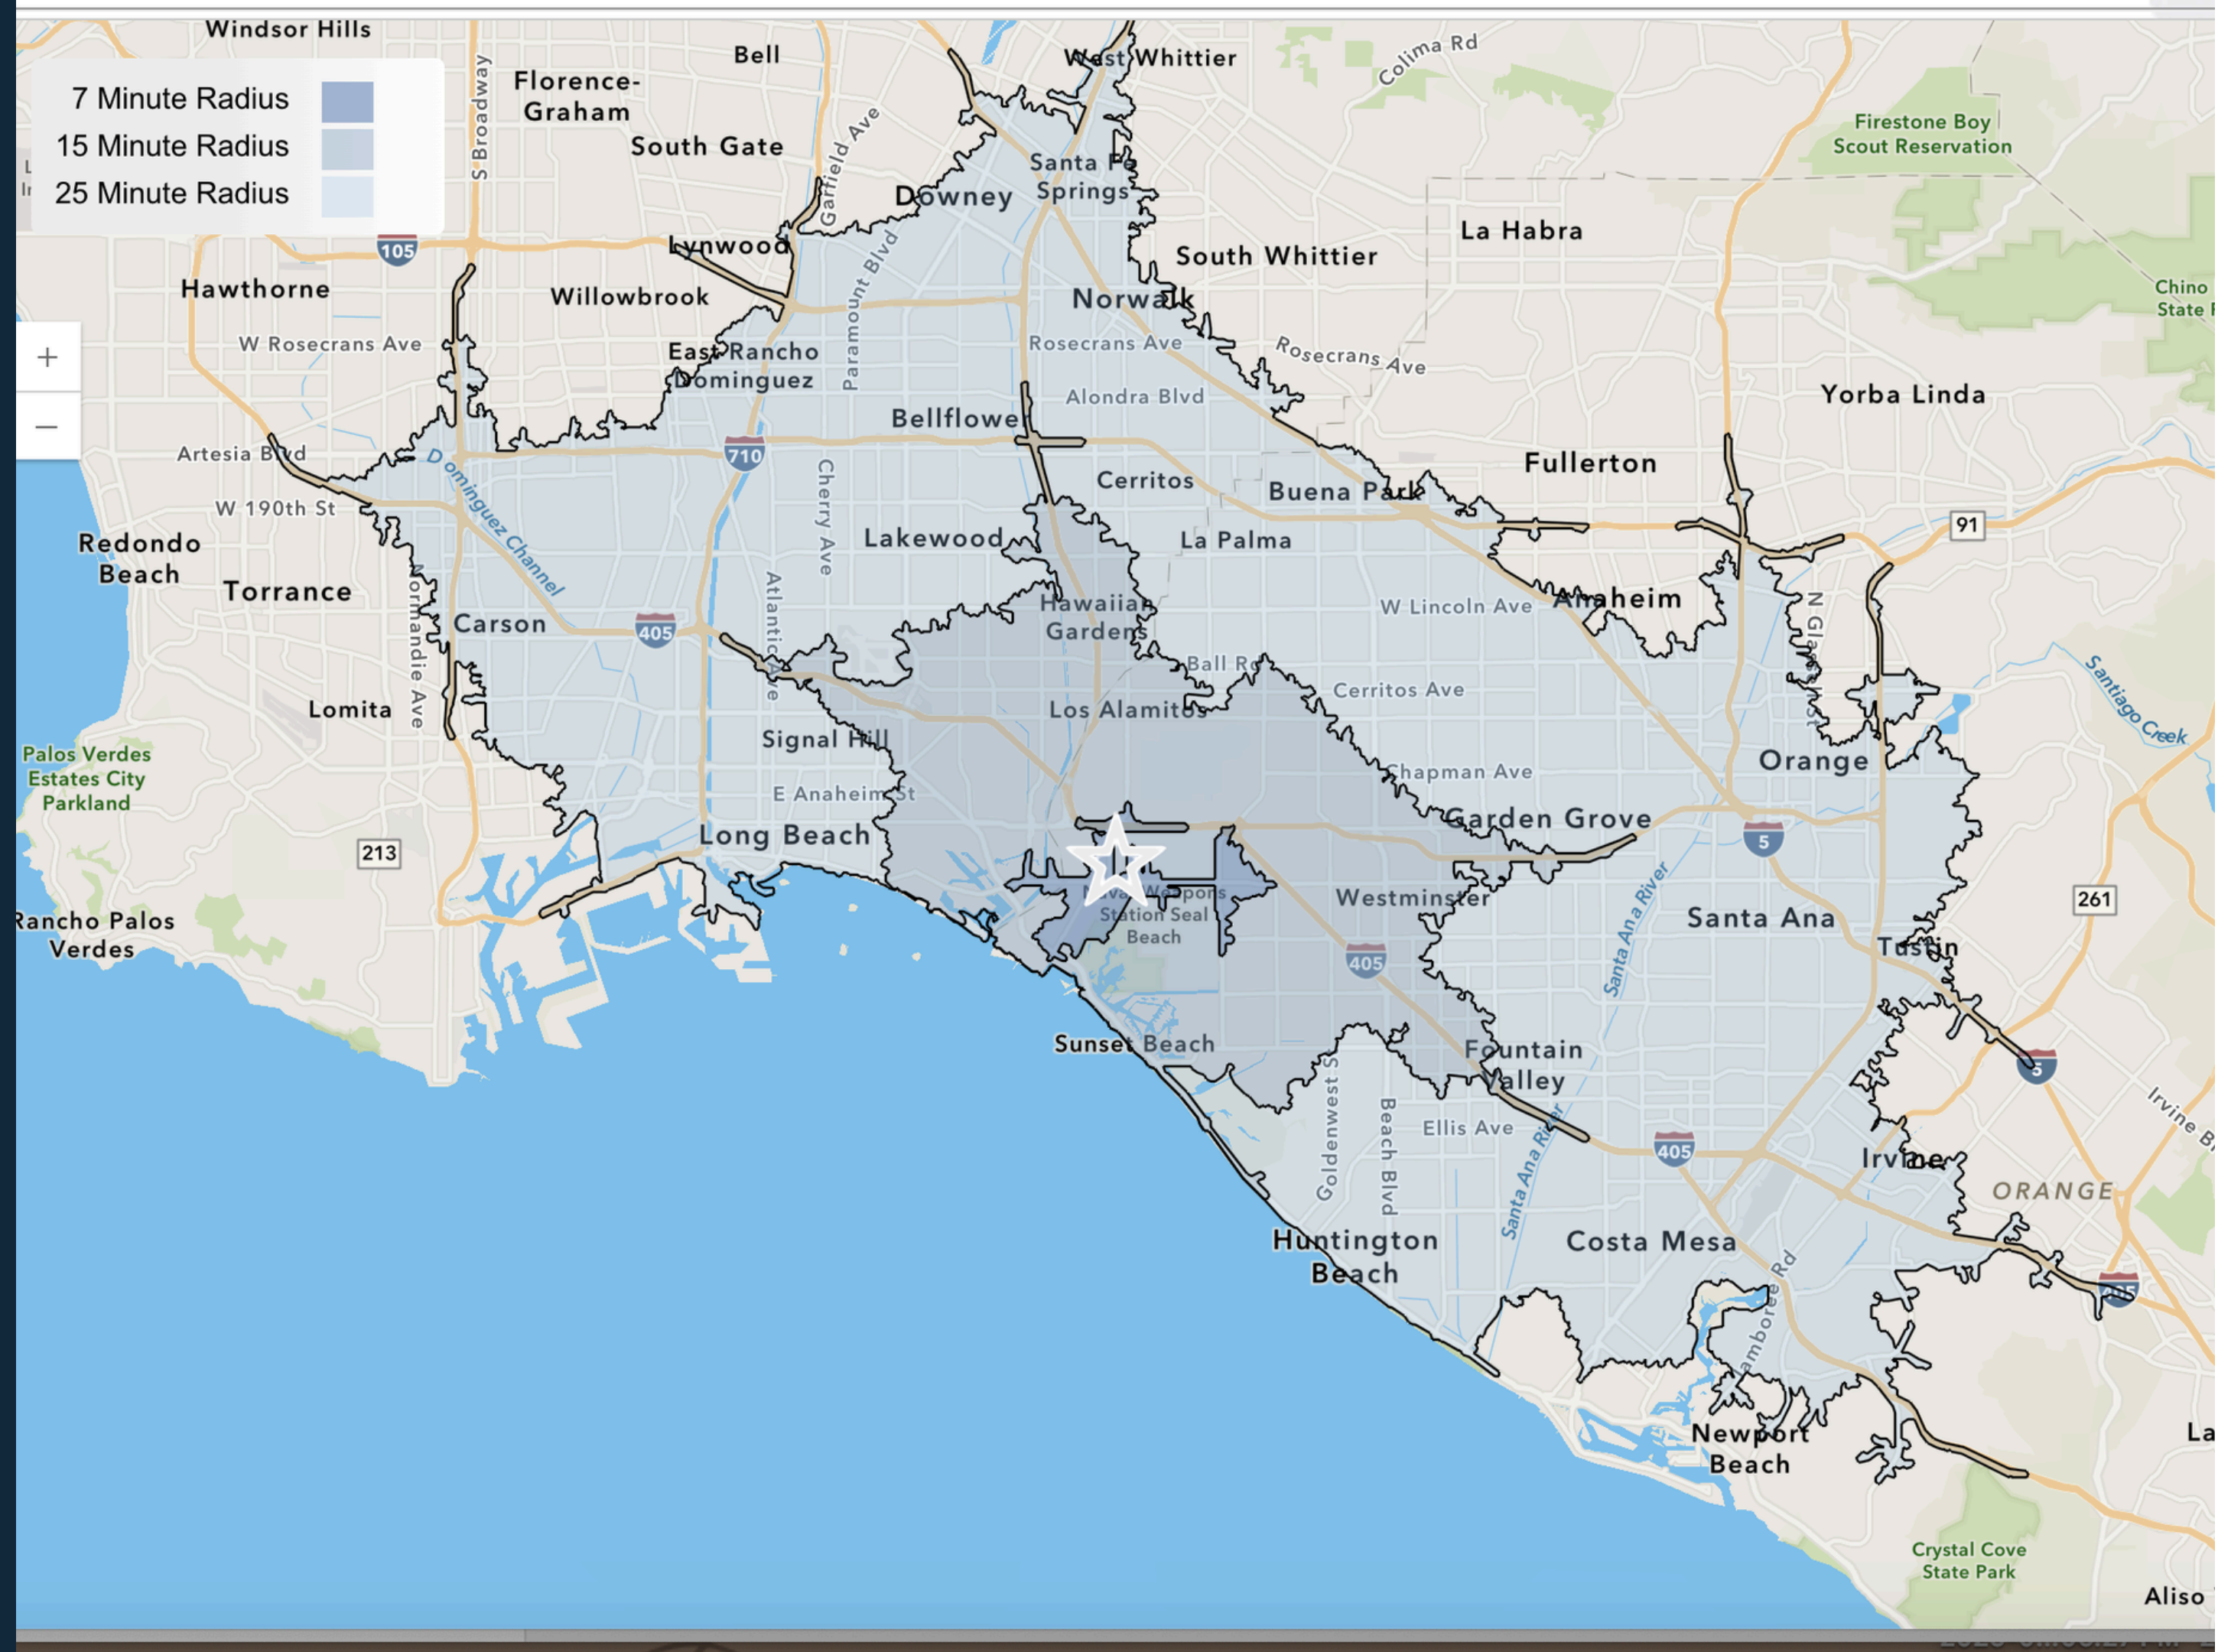 7 Minute Radius
15 Minute Radius
25 Minute Radius
Windsor Hills
Bell
West Whittier
Colima Rd
Florence-
Graham
S Broadway
South Gate
Garfield Ave
Firestone Boy
Scout Reservation
Santa Fe
Springs
Downey
105
Lynwood
South Whittier
La Habra
Hawthorne
Willowbrook
Paramount Blvd
Norwalk
Chino
W Rosecrans Ave
+
East Rancho
Dominguez
Rosecrans Ave
Rosecrans Ave
Yorba Linda
−
Bellflower
Alondra Blvd
Artesia Blvd
Dominguez Channel
710
Cherry Ave
Cerritos
Buena Park
Fullerton
W 190th St
91
Redondo
Beach
Lakewood
La Palma
Torrance
Normandie Ave
Carson
405
Atlantic Ave
Hawaiian
Gardens
W Lincoln Ave
Anaheim
Ball Rd
Cerritos Ave
Santiago Creek
Lomita
Los Alamitos
Palos Verdes
Estates City
Parkland
Signal Hill
Chapman Ave
Orange
E Anaheim St
213
Long Beach
Garden Grove
5
Naval Weapons
Station Seal
Beach
Westminster
Santa Ana River
Santa Ana
261
Rancho Palos
Verdes
405
Tustin
Sunset Beach
Goldenwest St
Fountain
Valley
5
Irvine
Beach Blvd
Ellis Ave
Santa Ana River
405
Irvine
ORANGE
Huntington
Beach
Costa Mesa
405
Newport
Beach
La
Crystal Cove
State Park
Aliso